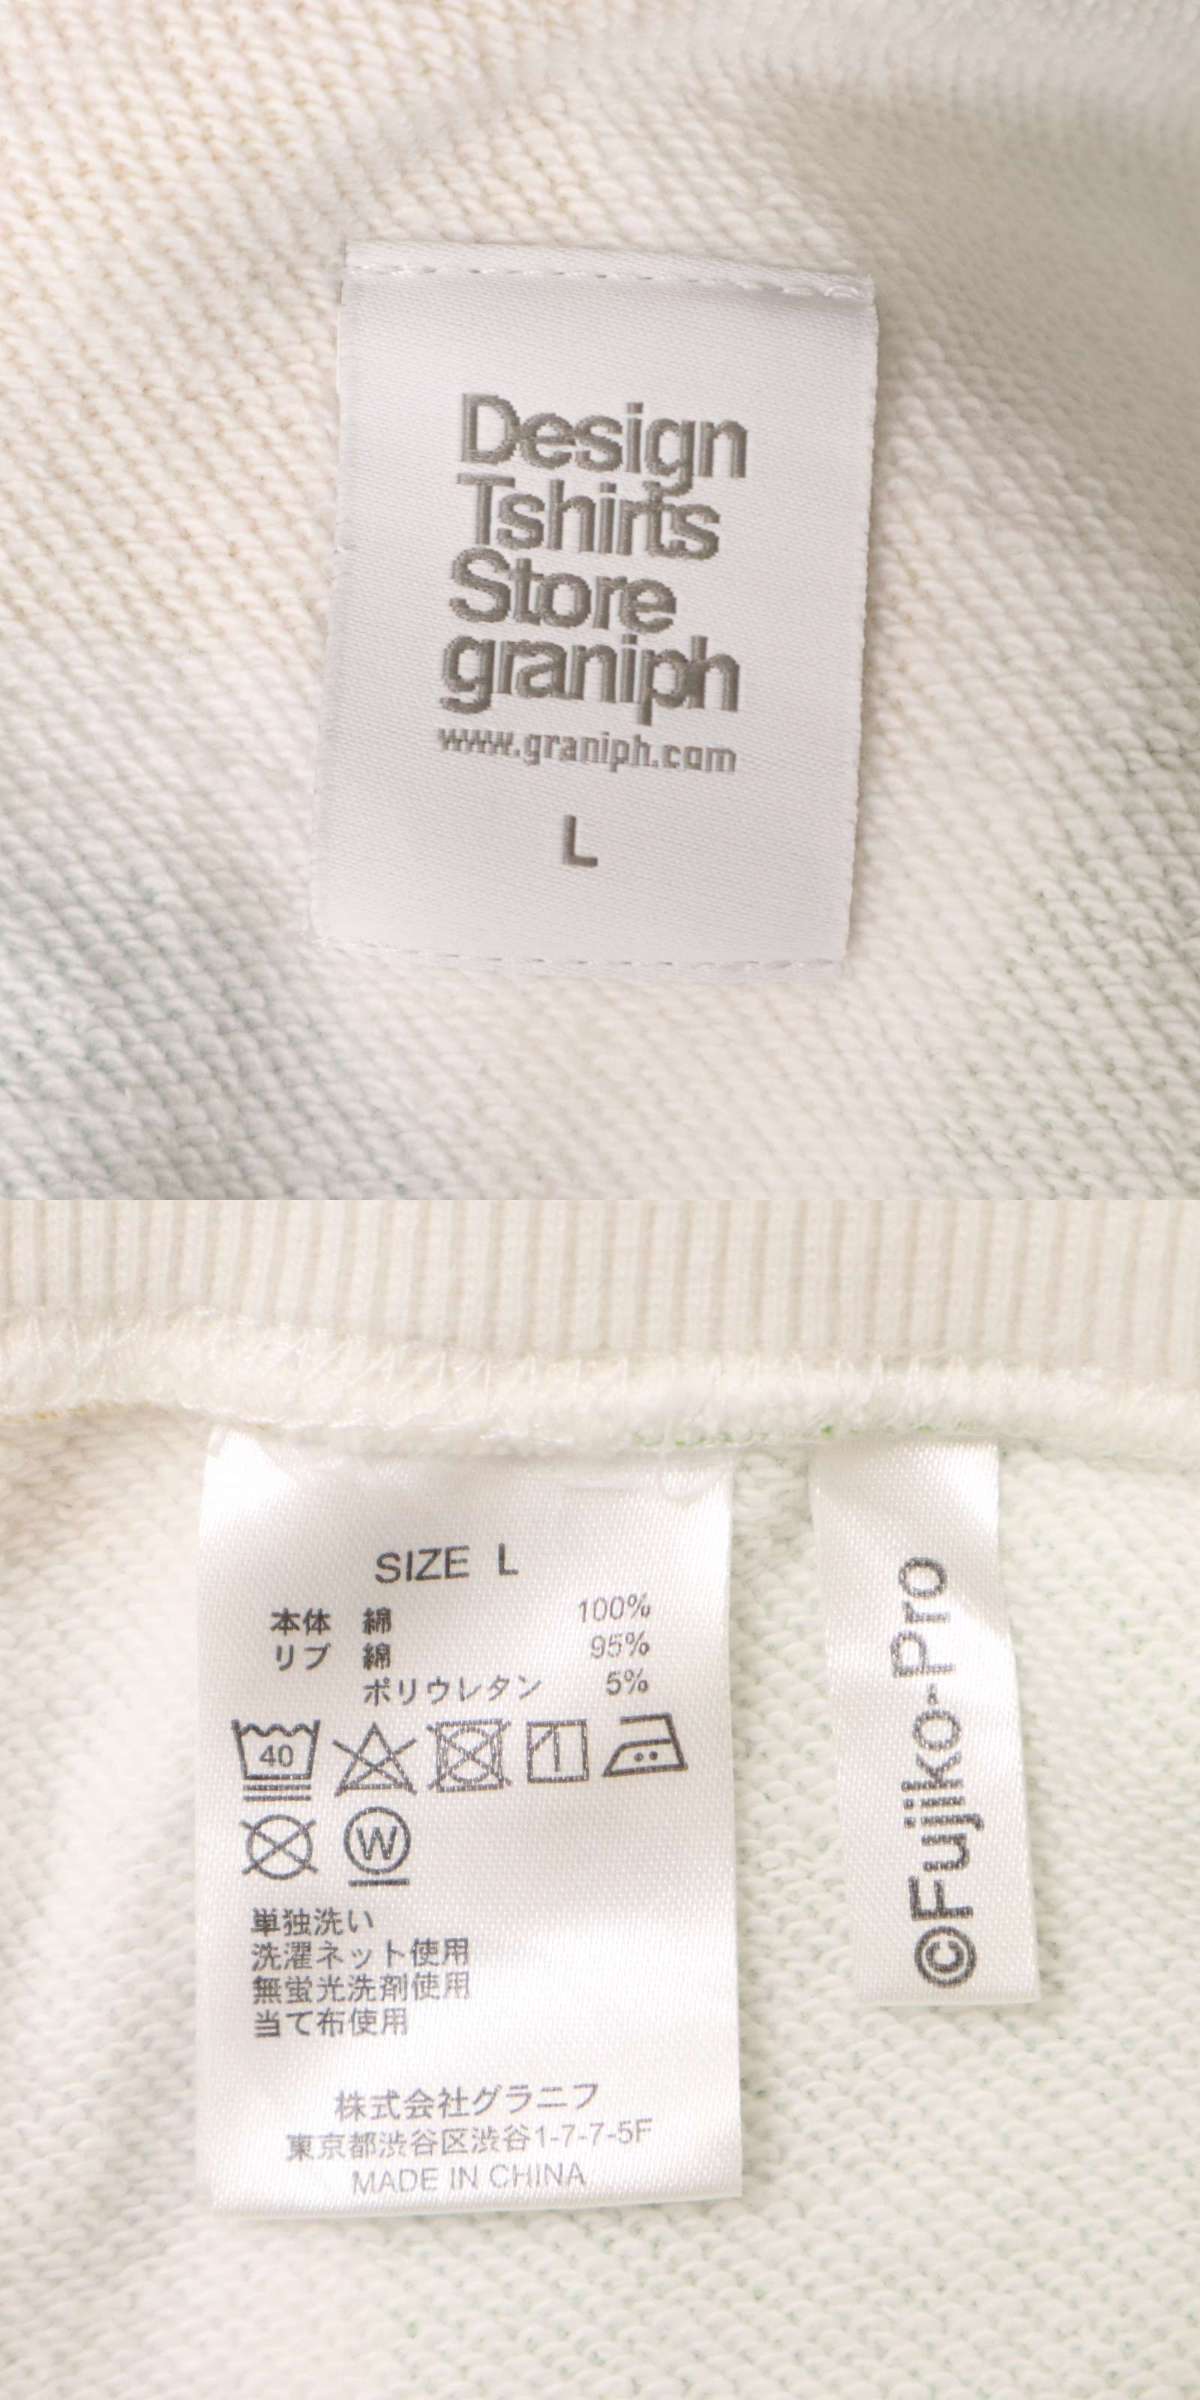 Design
Tshirts
Store
graniph
www.graniph.com
L
SIZE L
本体 綿 100%
リブ 綿 95%
ポリウレタン 5%
40
W
単独洗い
洗濯ネット使用
無蛍光洗剤使用
当て布使用
株式会社グラニフ
東京都渋谷区渋谷1-7-7-5F
MADE IN CHINA
©Fujiko-Pro